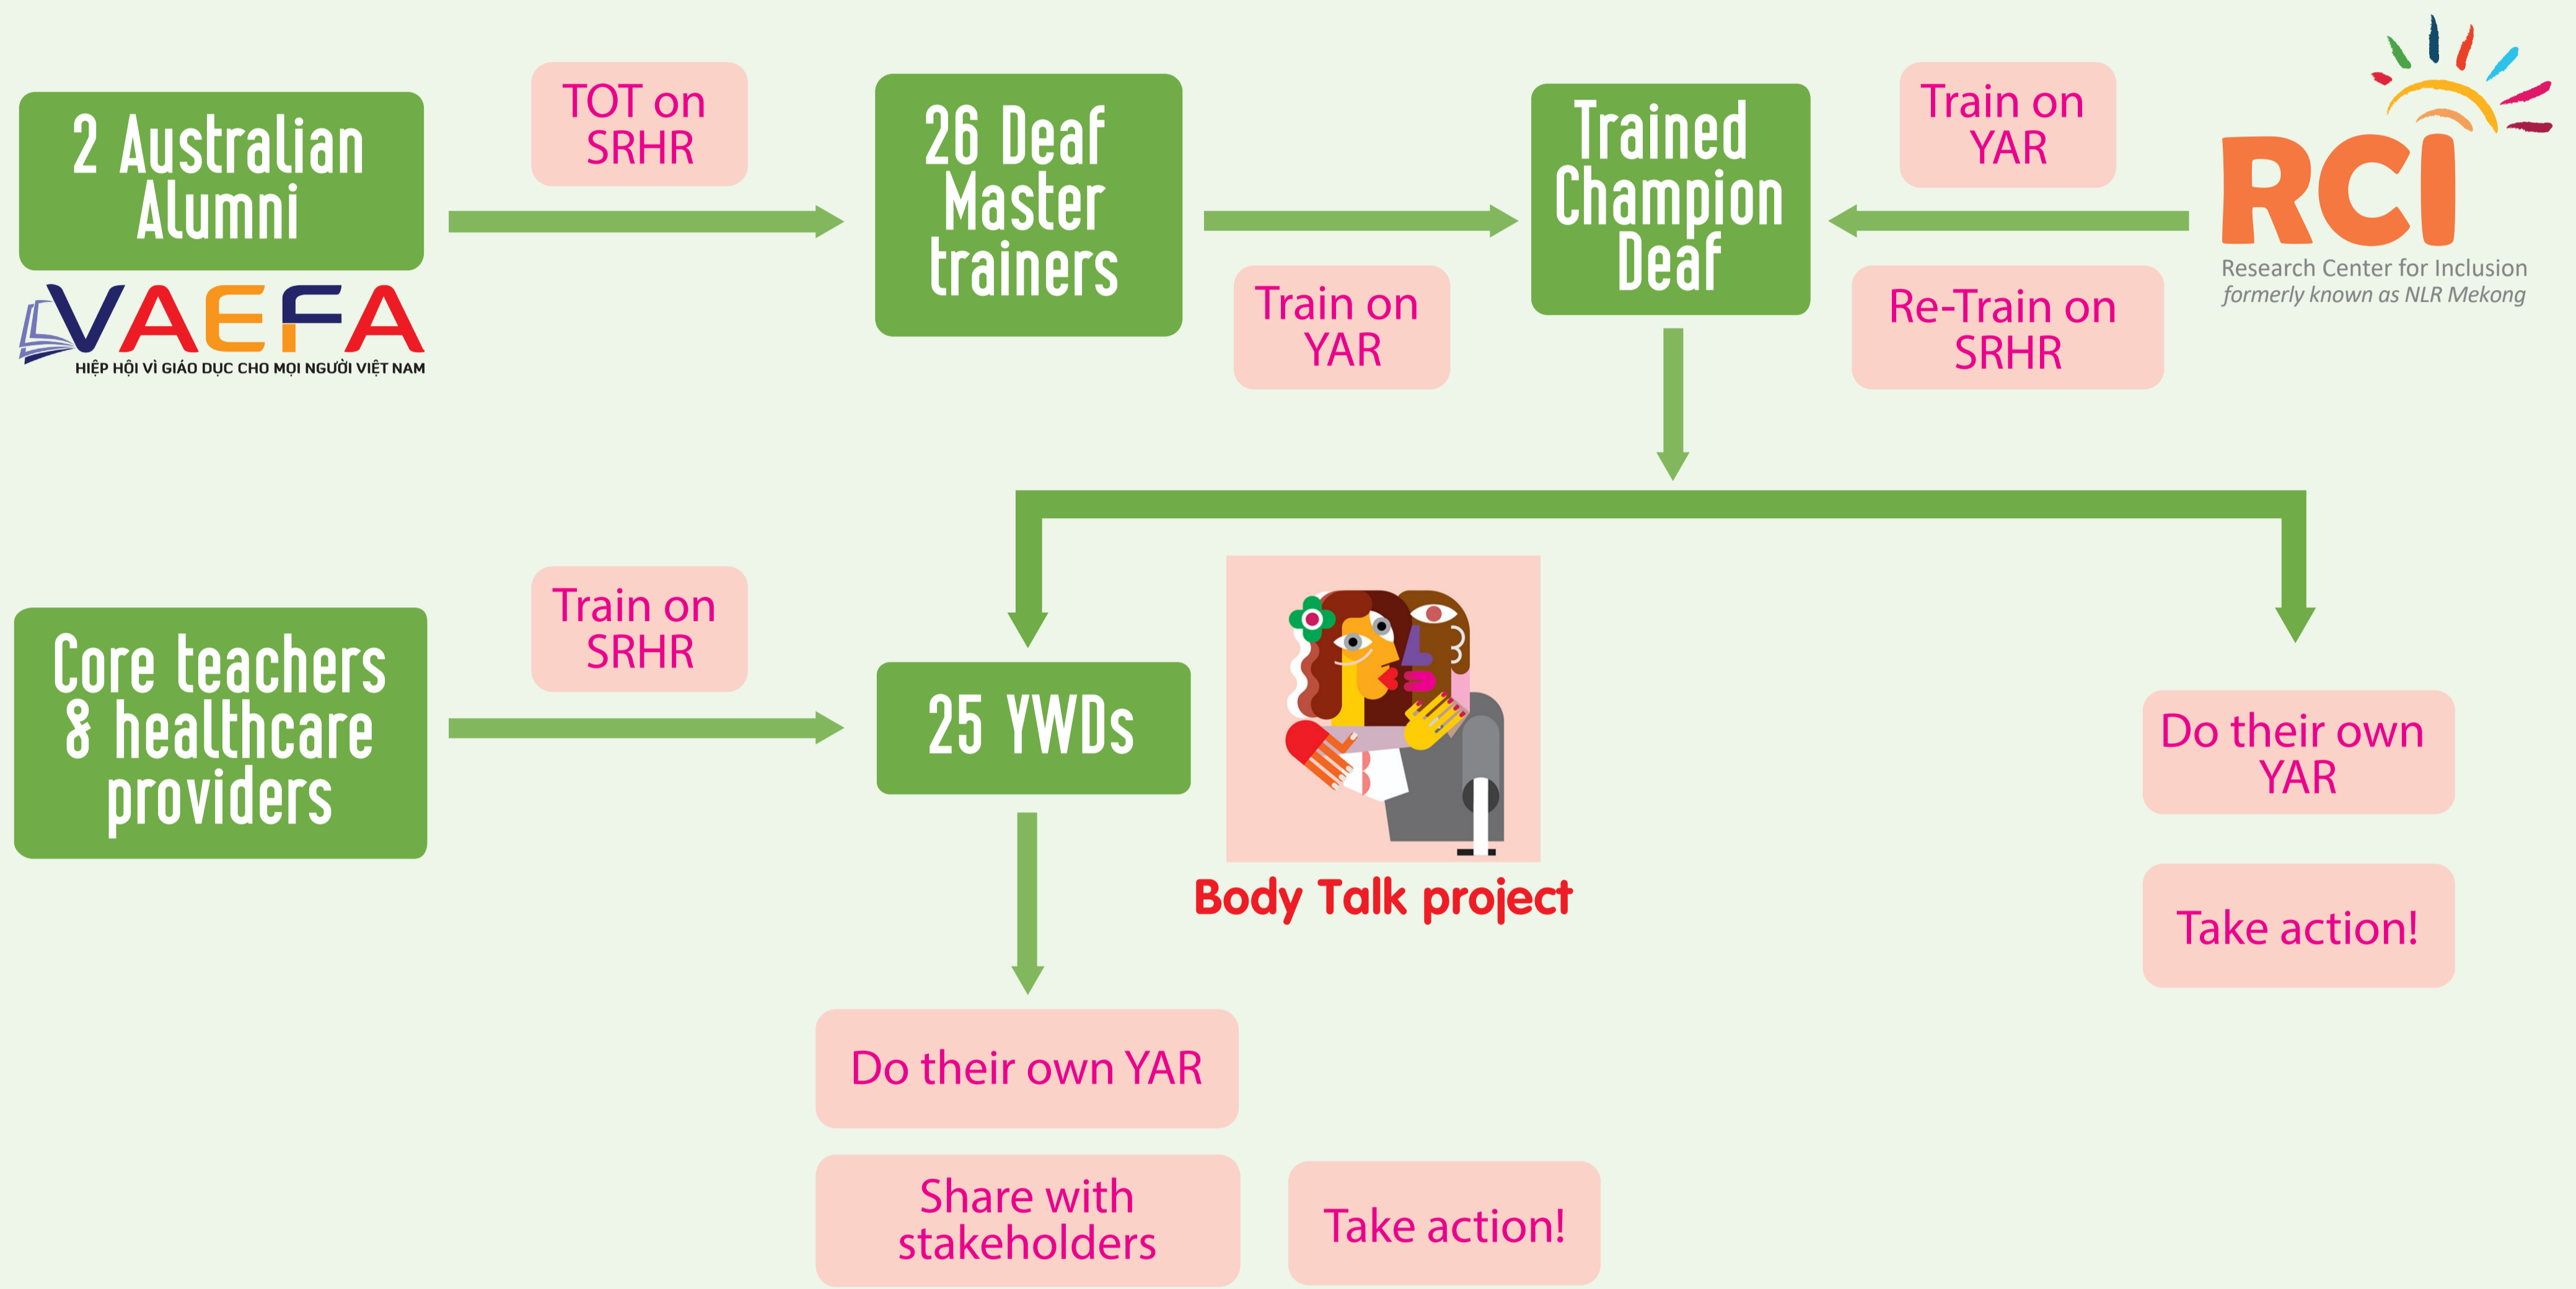 2 Australian
Alumni
VAEFA
HIỆP HỘI VÌ GIÁO DỤC CHO MỌI NGƯỜI VIỆT NAM
TOT on
SRHR
26 Deaf
Master
trainers
Train on
YAR
Trained
Champion
Deaf
Train on
YAR
Re-Train on
SRHR
RCI
Research Center for Inclusion
formerly known as NLR Mekong
Core teachers
& healthcare
providers
Train on
SRHR
25 YWDs
Body Talk project
Do their own
YAR
Take action!
Do their own YAR
Share with
stakeholders
Take action!